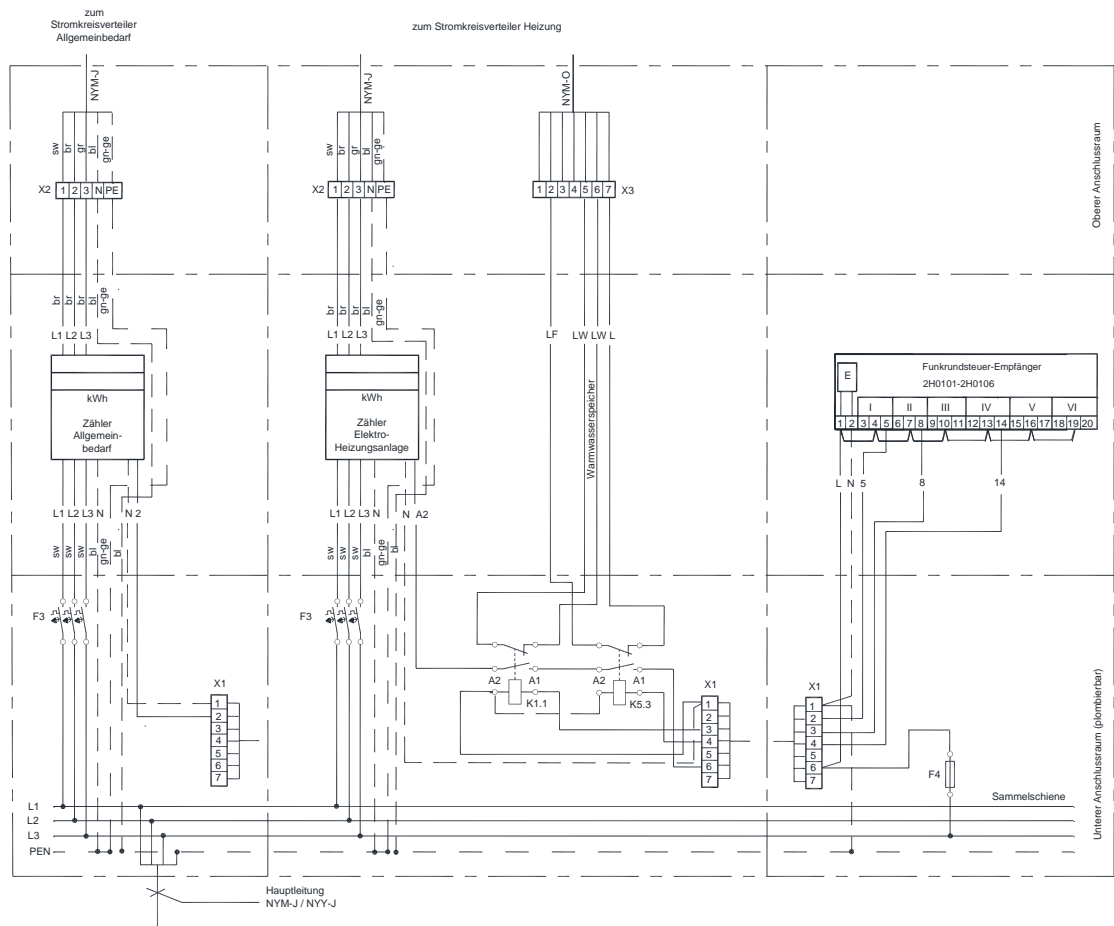 zum
Stromkreisverteiler
Allgemeinbedarf
zum Stromkreisverteiler Heizung
NYM-J
NYM-J
NYM-O
sw br gr bl gn-ge
sw br gr bl gn-ge
X2 1 2 3 N PE
X2 1 2 3 N PE
1 2 3 4 5 6 7 X3
Oberer Anschlussraum
br br br bl gn-ge
br br br bl gn-ge
L1 L2 L3
L1 L2 L3
LF LW LW L
kWh
Zähler
Allgemein-
bedarf
kWh
Zähler
Elektro-
Heizungsanlage
Warmwasserspeicher
E
Funkrundsteuer-Empfänger
2H0101-2H0106
I II III IV V VI
1 2 3 4 5 6 7 8 9 10 11 12 13 14 15 16 17 18 19 20
L N 5 8 14
L1 L2 L3 N N 2
L1 L2 L3 N N A2
sw sw sw bl gn-ge bl
sw sw sw bl gn-ge bl
F3
F3
A2 A1
K1.1
A2 A1
K5.3
X1
1
2
3
4
5
6
7
X1
1
2
3
4
5
6
7
X1
1
2
3
4
5
6
7
F4
Unterer Anschlussraum (plombierbar)
Sammelschiene
L1
L2
L3
PEN
Hauptleitung
NYM-J / NYY-J